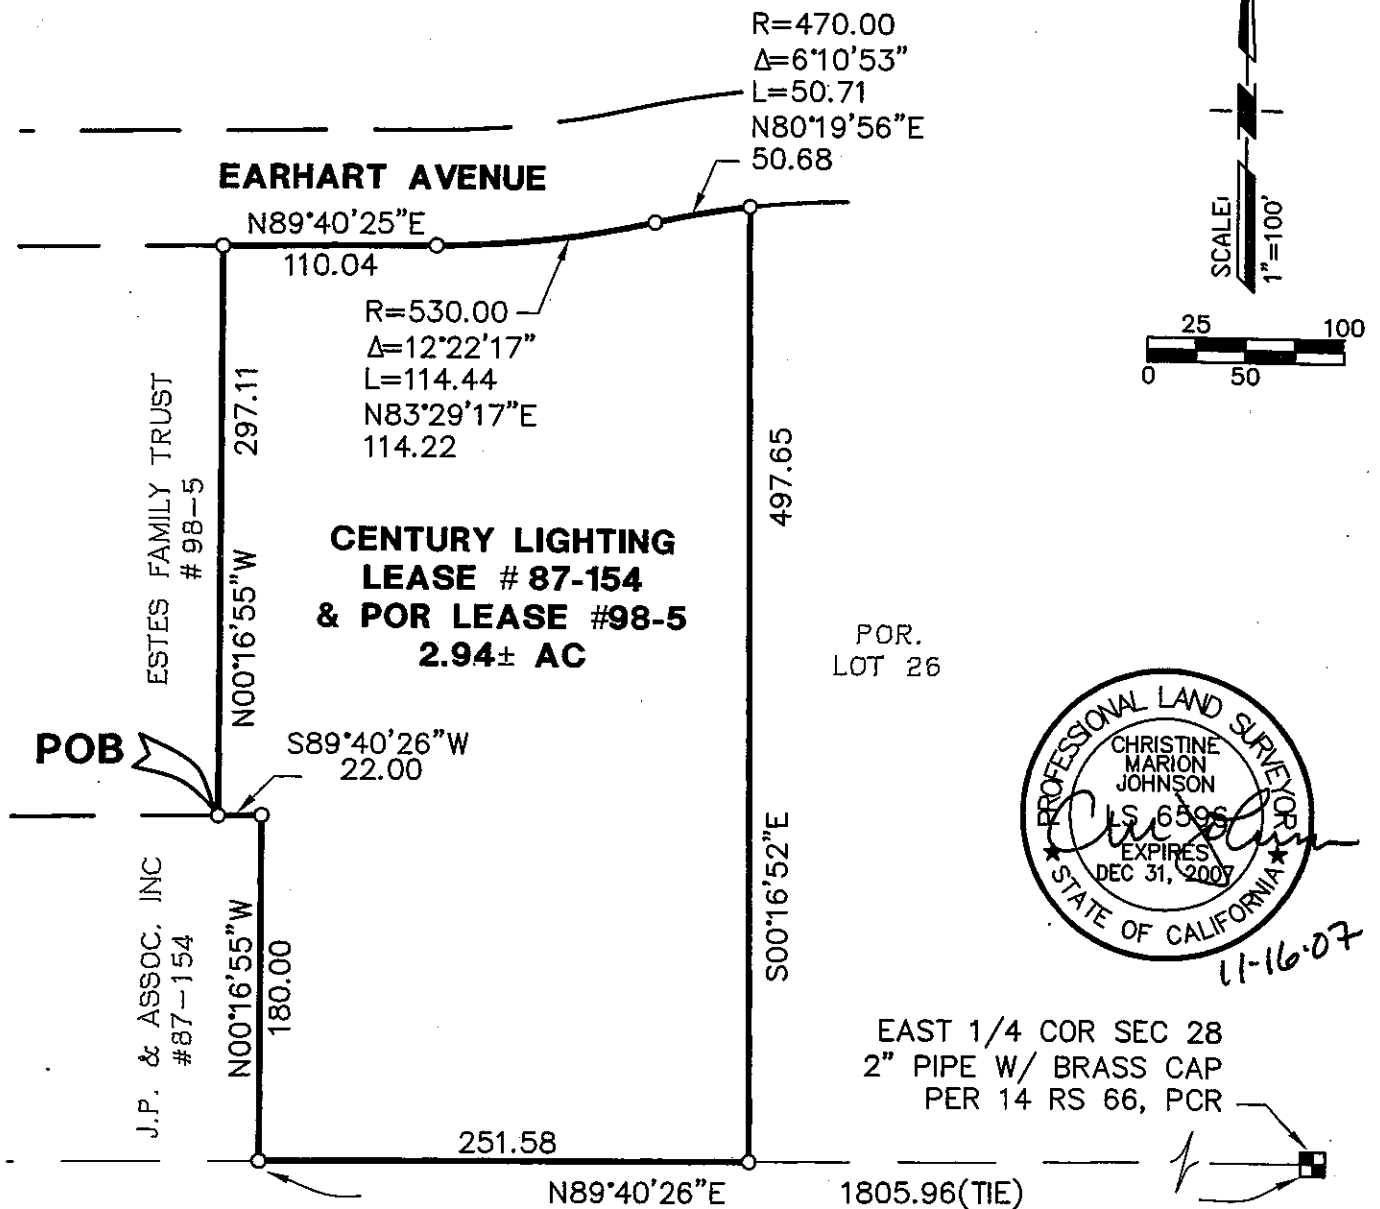 R=470.00
Δ=6°10'53"
L=50.71
N80°19'56"E
50.68
EARHART AVENUE
N89°40'25"E
110.04
R=530.00
Δ=12°22'17"
L=114.44
N83°29'17"E
114.22
SCALE:
1"=100'
25 100
0 50
ESTES FAMILY TRUST
#98-5
297.11
N00°16'55"W
497.65
S00°16'52"E
CENTURY LIGHTING
LEASE #87-154
& POR LEASE #98-5
2.94± AC
POR.
LOT 26
POB
S89°40'26"W
22.00
PROFESSIONAL LAND SURVEYOR
CHRISTINE
MARION
JOHNSON
LS 6596
EXPIRES
DEC 31, 2007
STATE OF CALIFORNIA
11-16-07
J.P. & ASSOC, INC
#87-154
N00°16'55"W
180.00
EAST 1/4 COR SEC 28
2" PIPE W/ BRASS CAP
PER 14 RS 66, PCR
251.58
N89°40'26"E
1805.96(TIE)